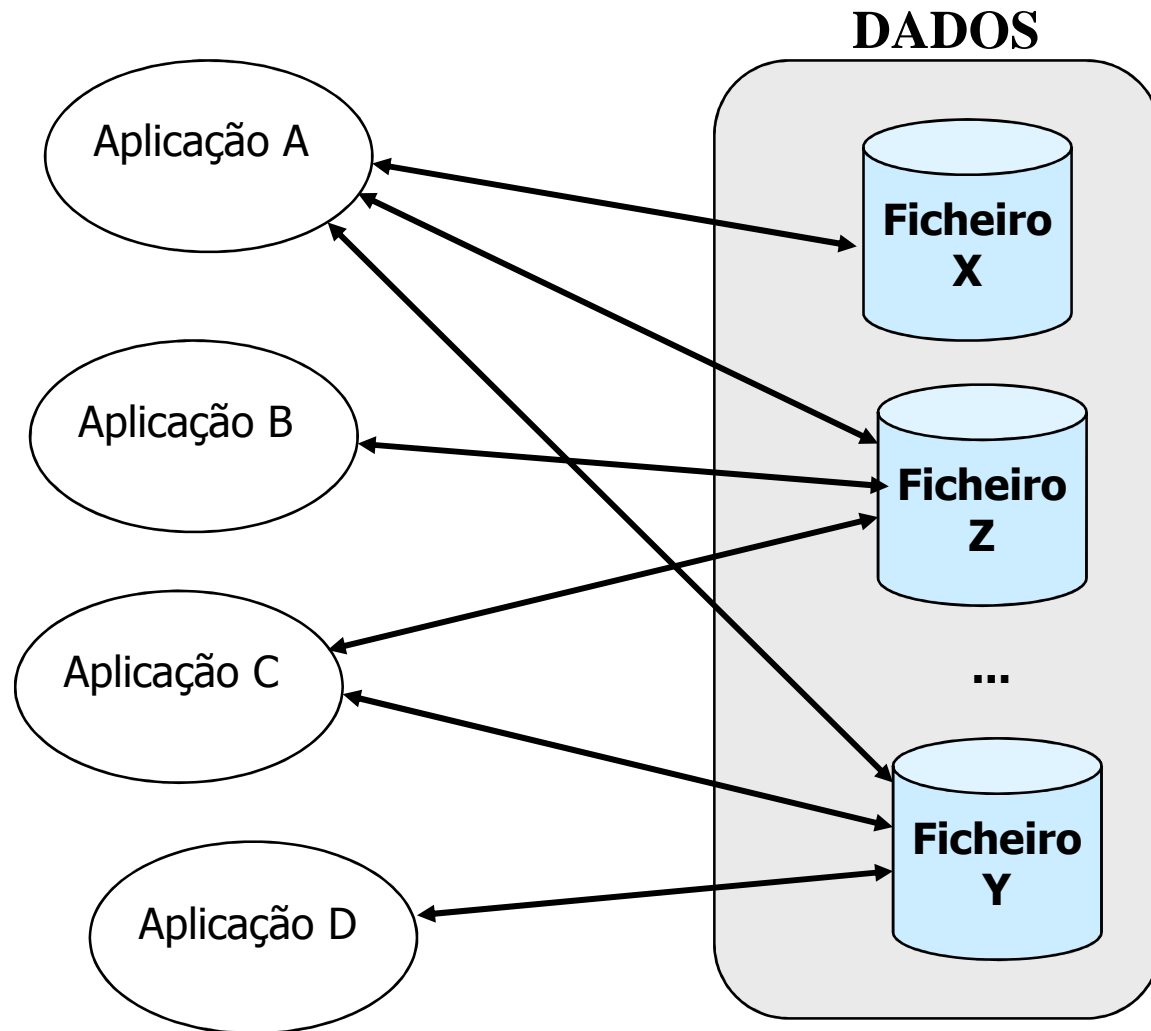 DADOS
Aplicação A
Ficheiro
X
Aplicação B
Ficheiro
Z
Aplicação C
...
Ficheiro
Y
Aplicação D